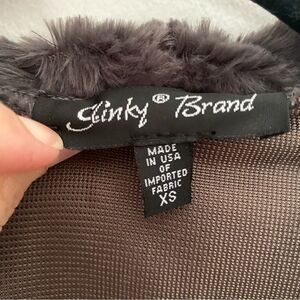 Slinky® Brand
MADE
IN USA
OF
IMPORTED
FABRIC
XS